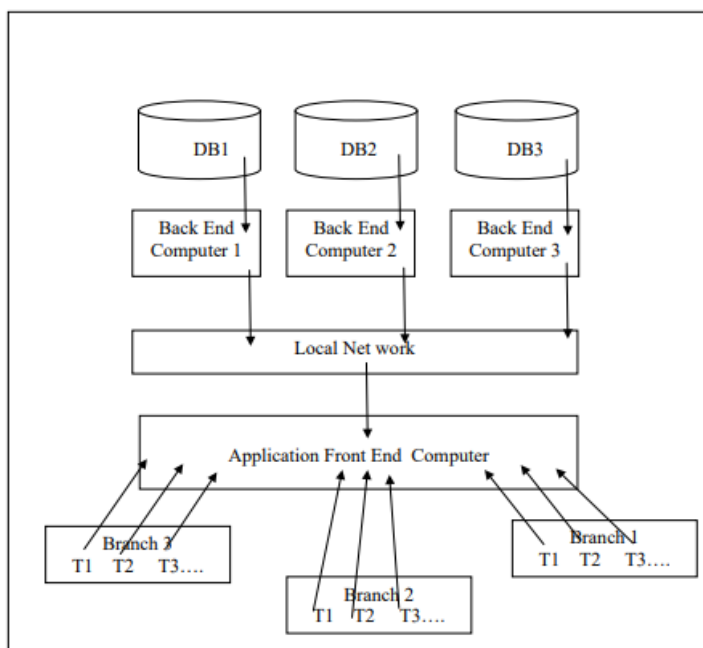 DB1
DB2
DB3
Back End
Computer 1
Back End
Computer 2
Back End
Computer 3
Local Net work
Application Front End Computer
Branch 3
T1 T2 T3....
Branch 2
T1 T2 T3....
Branch 1
T1 T2 T3....